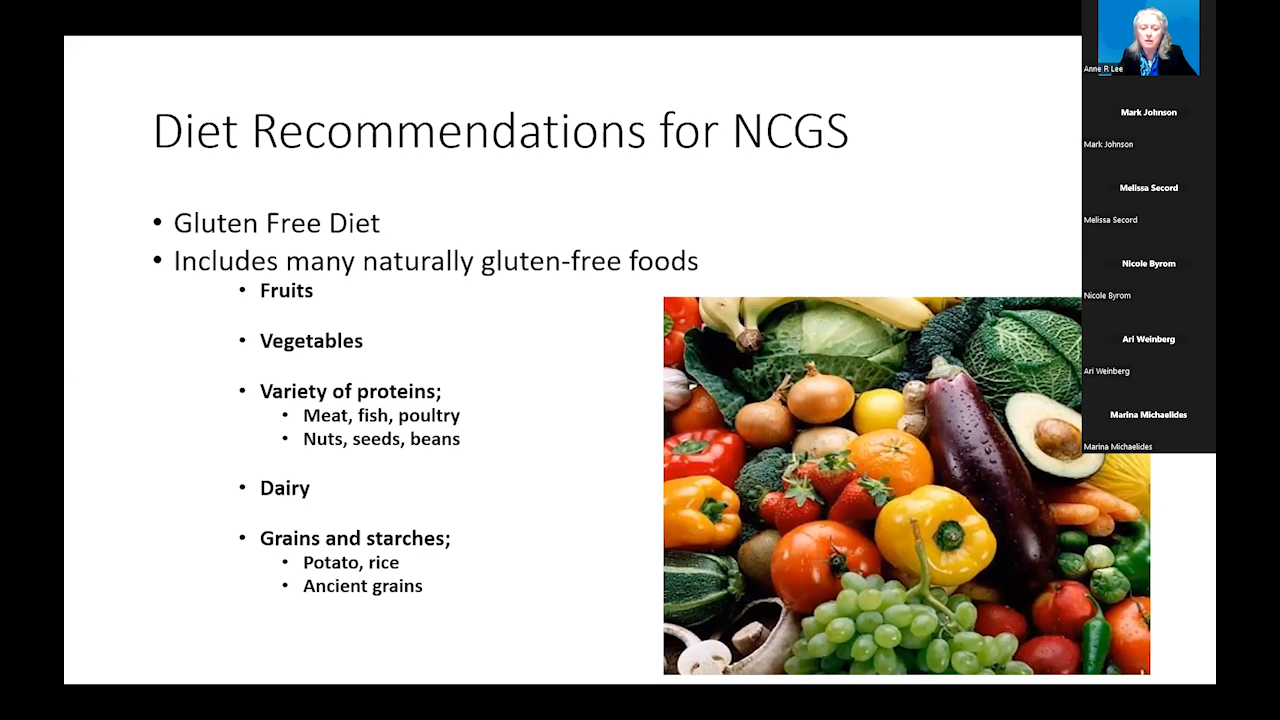 Diet Recommendations for NCGS
• Gluten Free Diet
• Includes many naturally gluten-free foods
• Fruits
• Vegetables
• Variety of proteins;
• Meat, fish, poultry
• Nuts, seeds, beans
• Dairy
• Grains and starches;
• Potato, rice
• Ancient grains
Anne R Lee
Mark Johnson
Mark Johnson
Melissa Secord
Melissa Secord
Nicole Byrom
Nicole Byrom
Ari Weinberg
Ari Weinberg
Marina Michaelides
Marina Michaelides